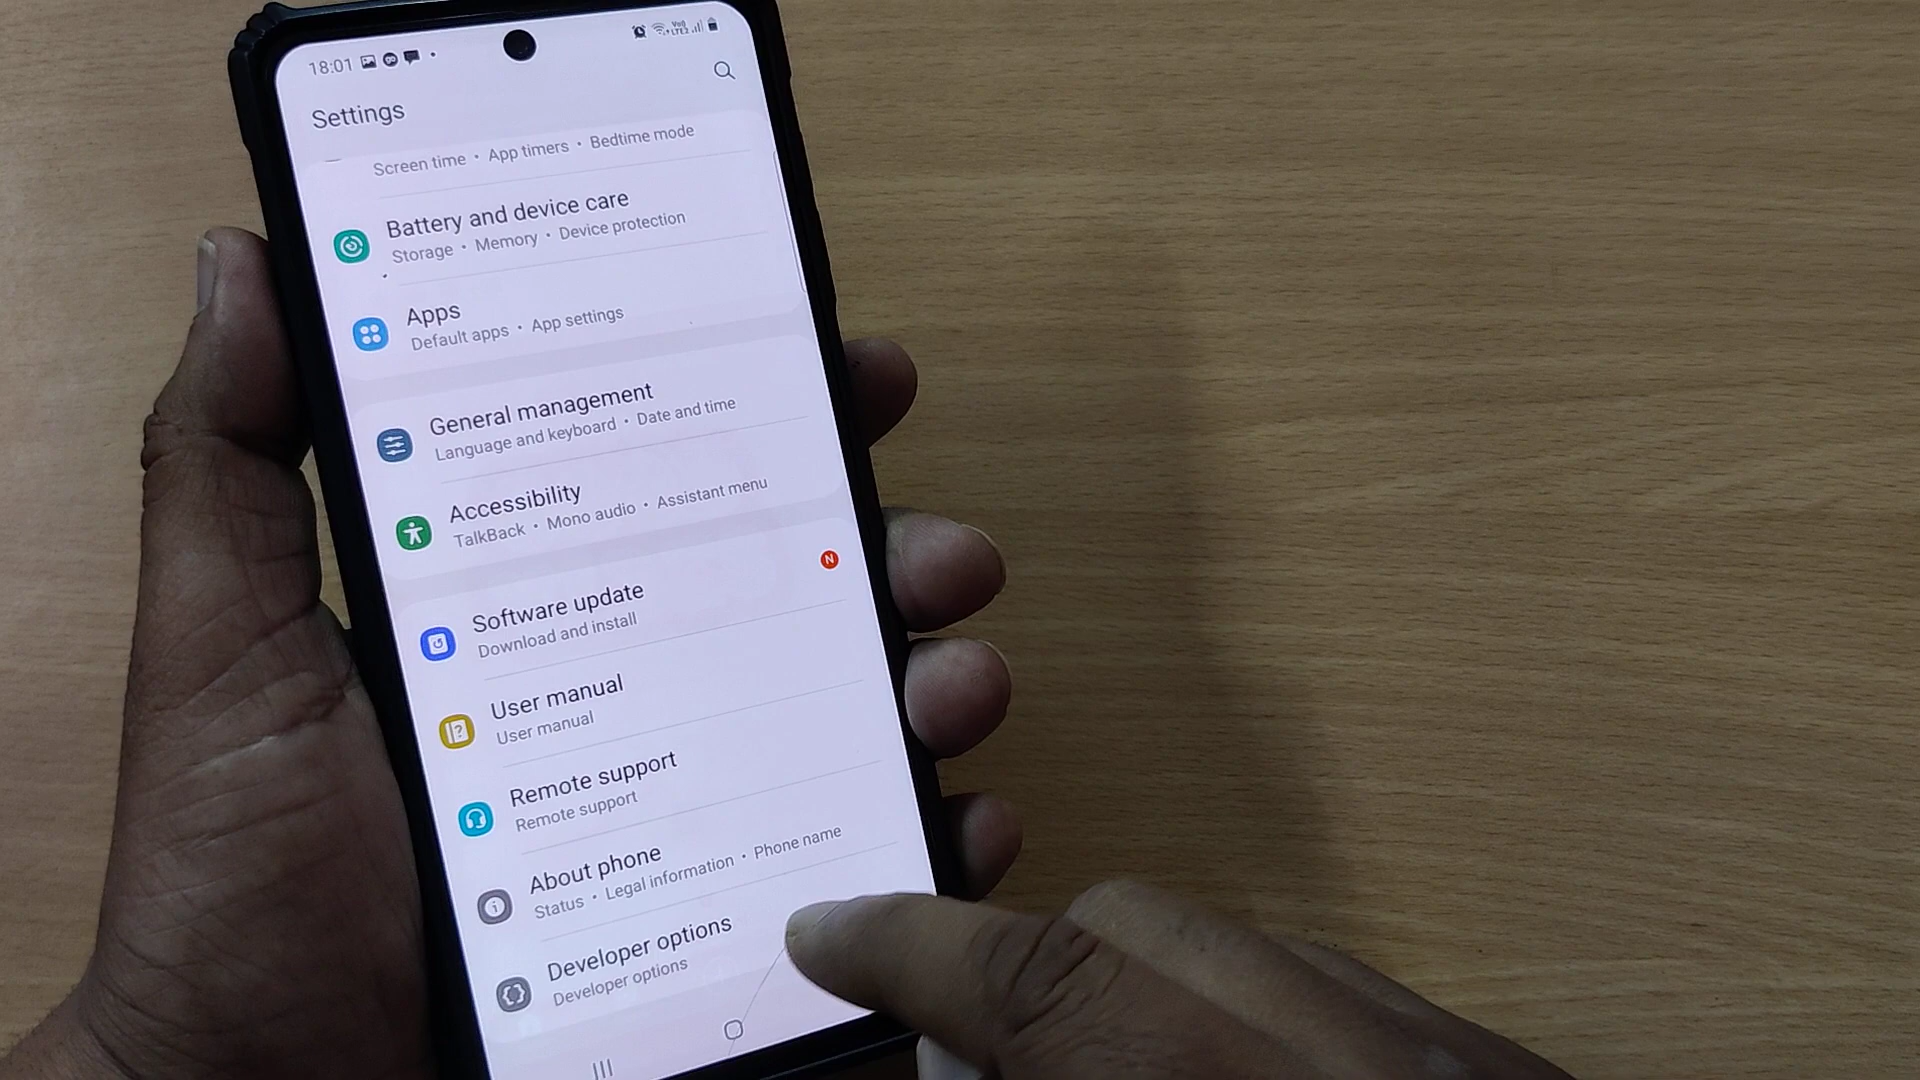 18:01
Settings
Screen time • App timers • Bedtime mode
Battery and device care
Storage • Memory • Device protection
Apps
Default apps • App settings
General management
Language and keyboard • Date and time
Accessibility
TalkBack • Mono audio • Assistant menu
N
Software update
Download and install
User manual
User manual
Remote support
Remote support
About phone
Status • Legal information • Phone name
Developer options
Developer options